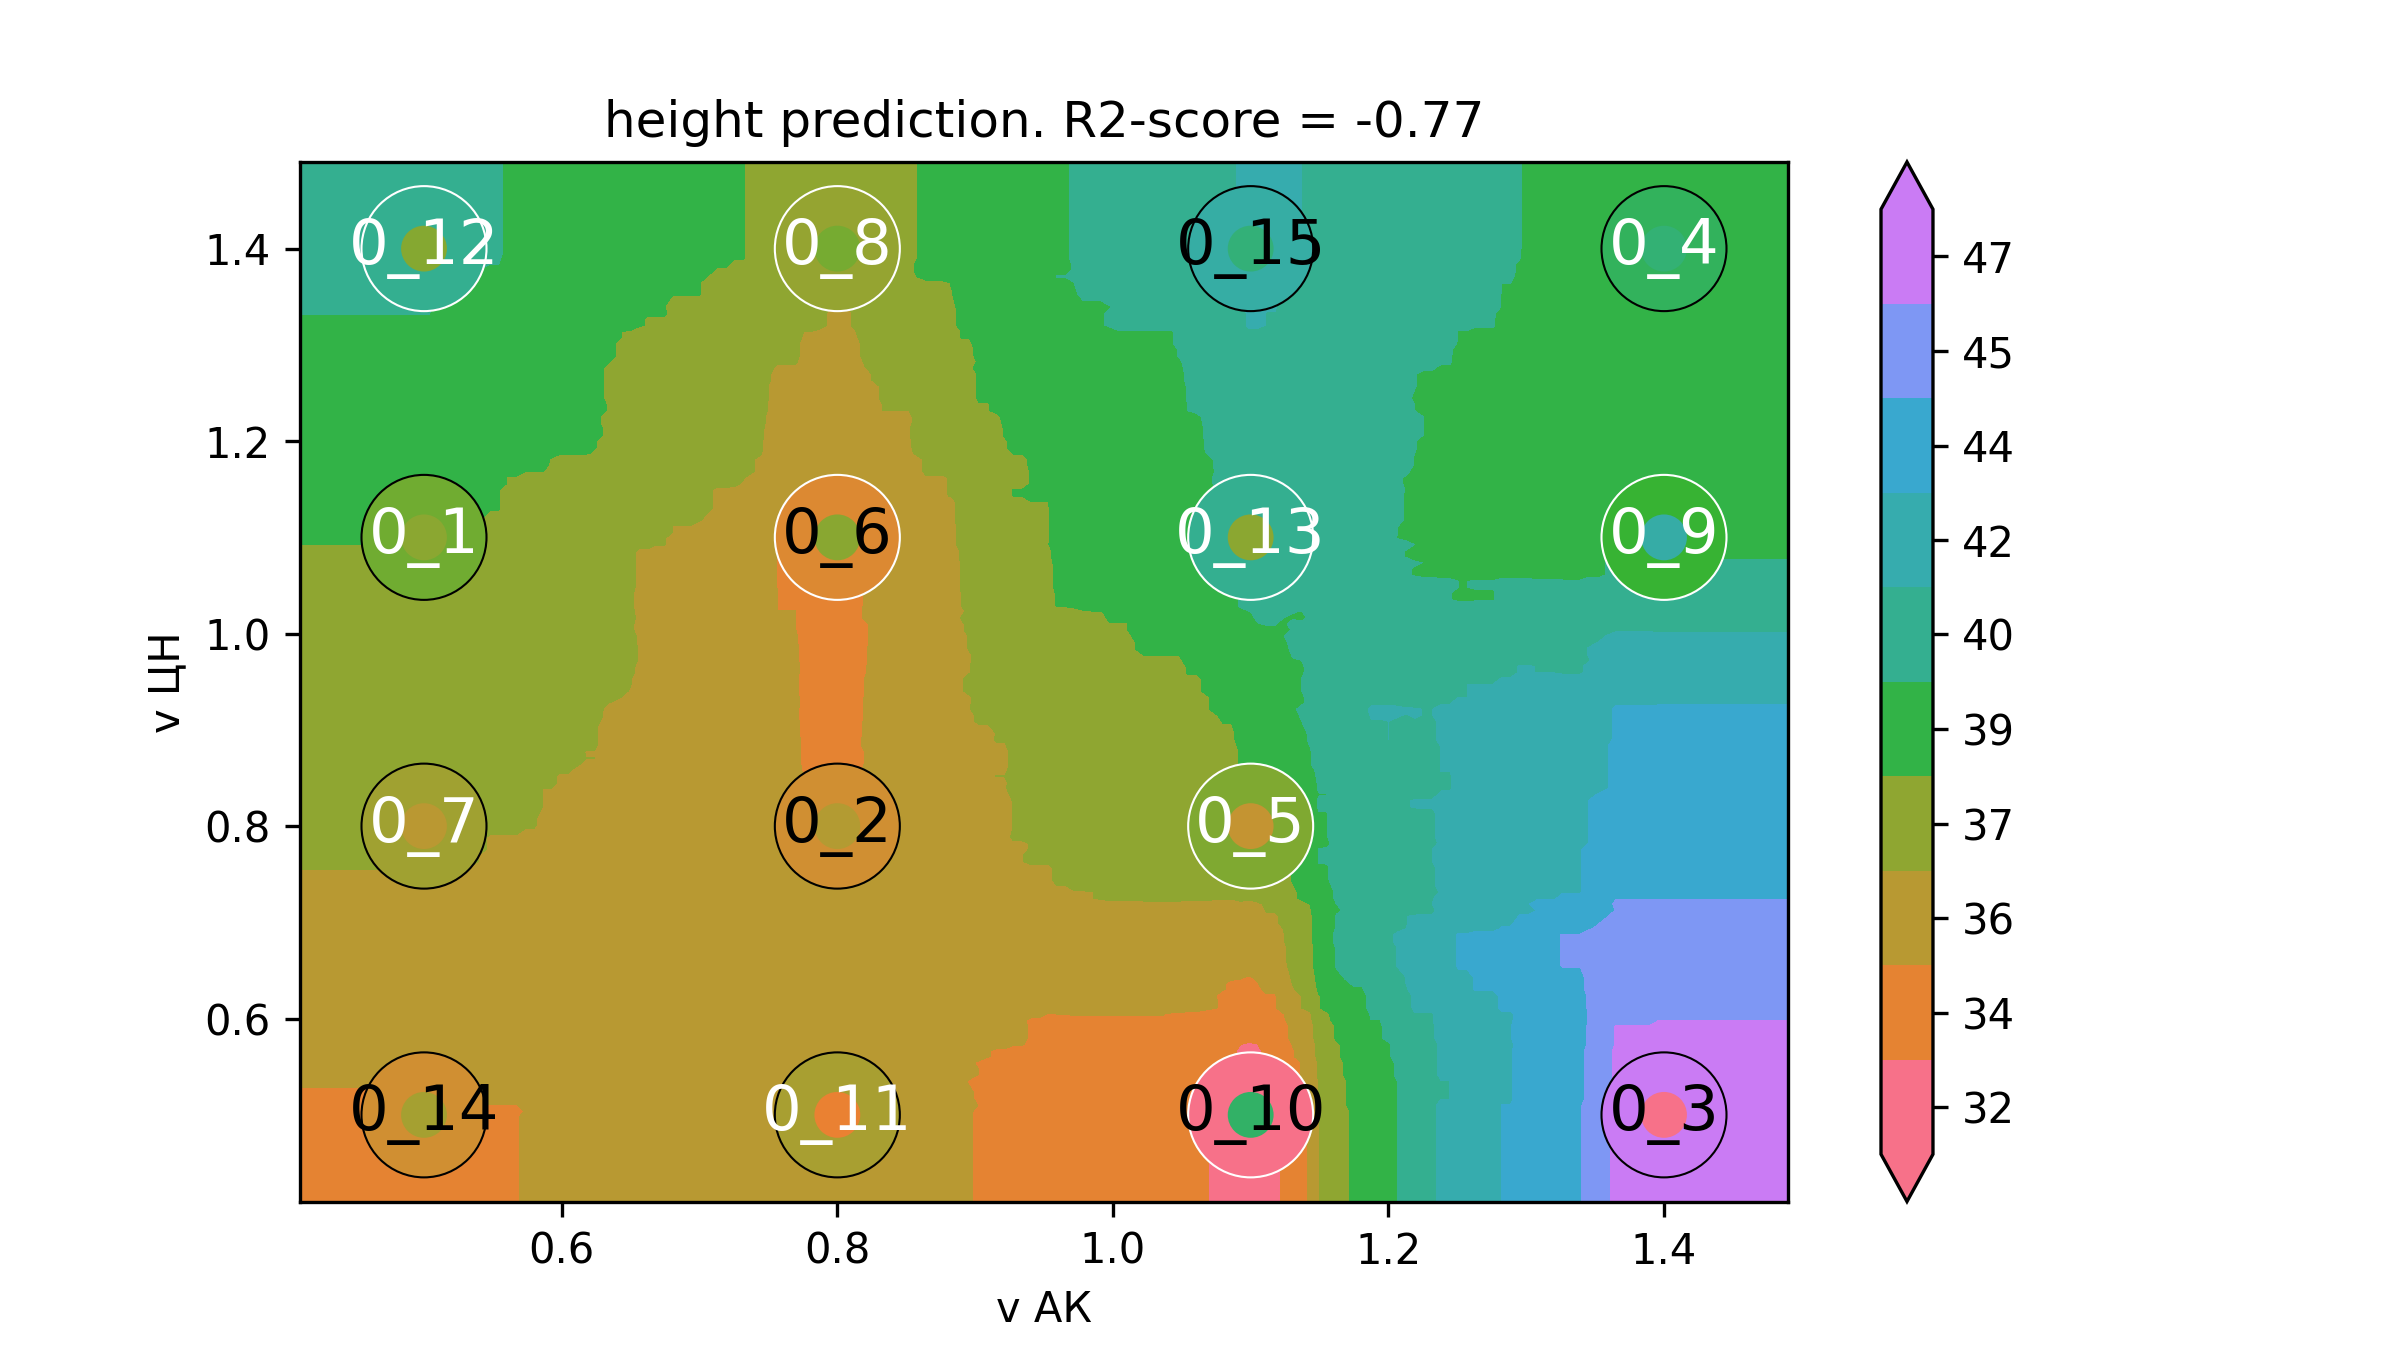 height prediction. R2-score = -0.77
0_12 0_8 0_15 0_4
0_1 0_6 0_13 0_9
0_7 0_2 0_5
0_14 0_11 0_10 0_3
1.4
1.2
1.0
0.8
0.6
v ЦН
0.6 0.8 1.0 1.2 1.4
v АК
47
45
44
42
40
39
37
36
34
32